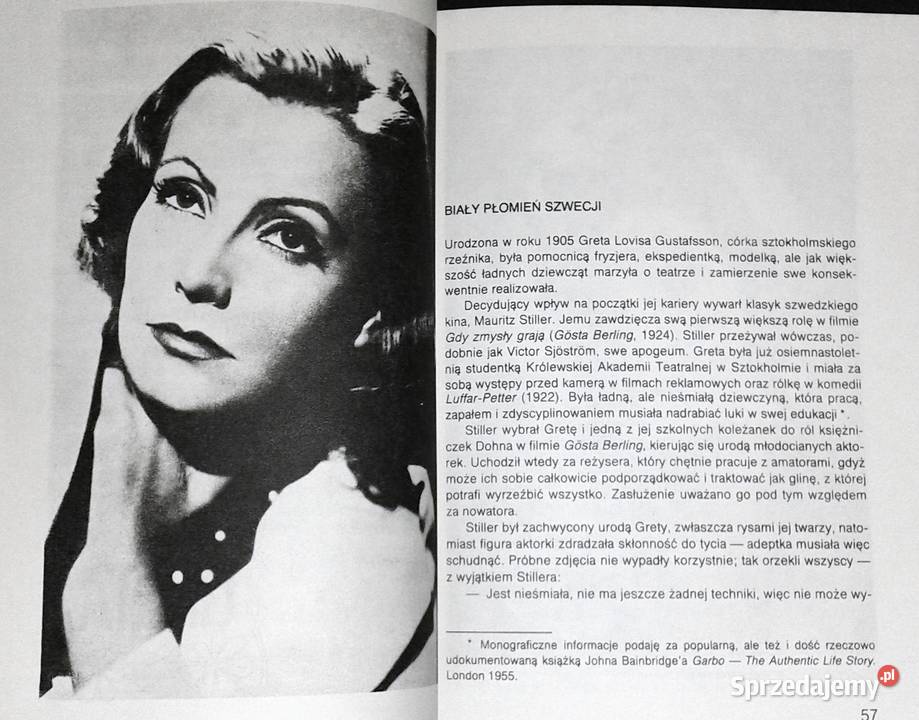 BIAŁY PŁOMIEŃ SZWECJI
Urodzona w roku 1905 Greta Lovisa Gustafsson, córka sztokholmskiego
rzeźnika, była pomocnicą fryzjera, ekspedientką, modelką, ale jak więk-
szość ładnych dziewcząt marzyła o teatrze i zamierzenie swe konsek-
wentnie realizowała.
Decydujący wpływ na początki jej kariery wywarł klasyk szwedzkiego
kina, Mauritz Stiller. Jemu zawdzięcza swą pierwszą większą rolę w filmie
Gdy zmysły grają (Gösta Berling, 1924). Stiller przeżywał wówczas, po-
dobnie jak Victor Sjöström, swe apogeum. Greta była już osiemnastolet-
nią studentką Królewskiej Akademii Teatralnej w Sztokholmie i miała za
sobą występy przed kamerą w filmach reklamowych oraz rólkę w komedii
Luffar-Petter (1922). Była ładną, ale nieśmiałą dziewczyną, która pracą,
zapałem i zdyscyplinowaniem musiała nadrabiać luki w swej edukacji *.
Stiller wybrał Gretę i jedną z jej szkolnych koleżanek do ról księżni-
czek Dohna w filmie Gösta Berling, kierując się urodą młodocianych akto-
rek. Uchodził wtedy za reżysera, który chętnie pracuje z amatorami, gdyż
może ich sobie całkowicie podporządkować i traktować jak glinę, z której
potrafi wyrzeźbić wszystko. Zasłużenie uważano go pod tym względem
za nowatora.
Stiller był zachwycony urodą Grety, zwłaszcza rysami jej twarzy, nato-
miast figura aktorki zdradzała skłonność do tycia — adeptka musiała więc
schudnąć. Próbne zdjęcia nie wypadły korzystnie; tak orzekli wszyscy —
z wyjątkiem Stillera:
— Jest nieśmiała, nie ma jeszcze żadnej techniki, więc nie może wy-
* Monograficzne informacje podaję za popularną, ale też i dość rzeczowo
udokumentowaną książką Johna Bainbridge'a Garbo — The Authentic Life Story.
London 1955.
Sprzedajemy.pl
57